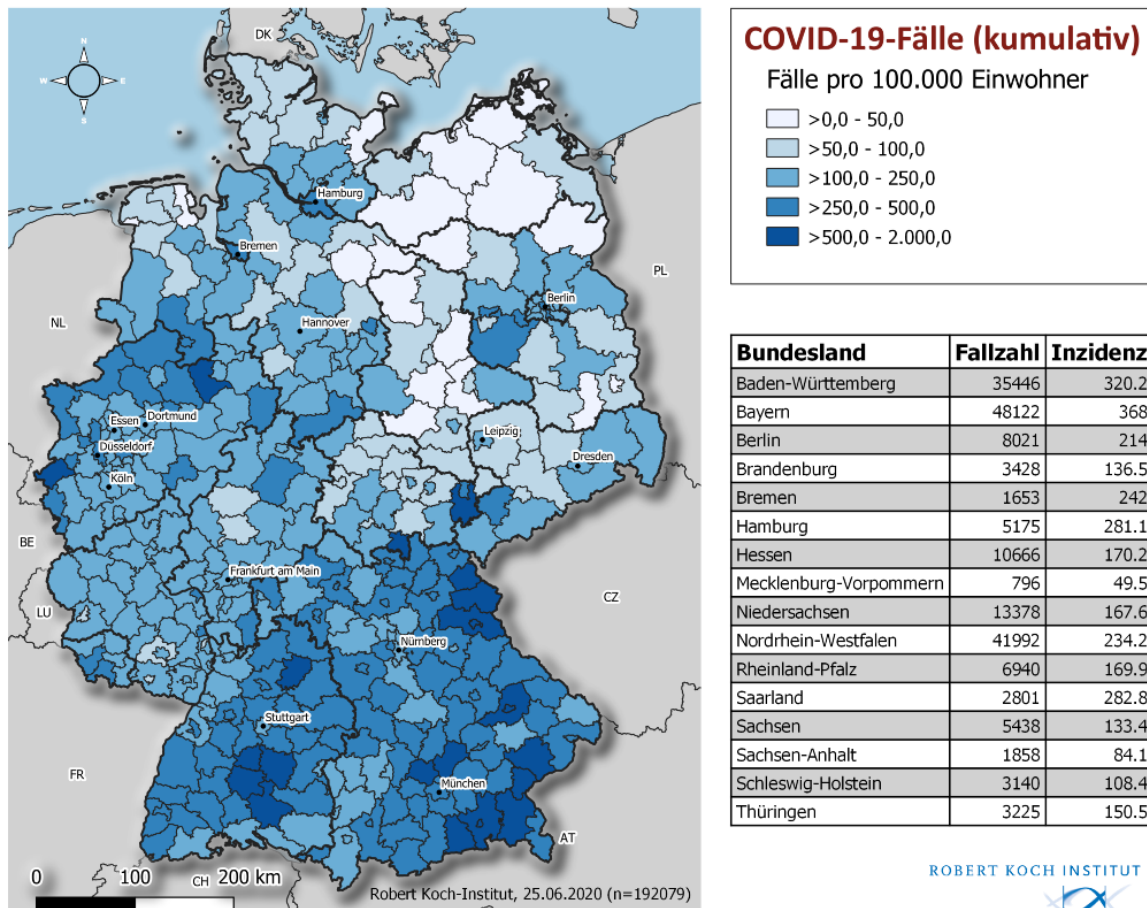 DK
N
W E
S
Hamburg
Bremen
PL
NL
Berlin
Hannover
Essen
Dortmund
Düsseldorf
Leipzig
Dresden
Köln
BE
Frankfurt am Main
LU
CZ
Nürnberg
Stuttgart
FR
München
AT
CH
0 100 200 km
Robert Koch-Institut, 25.06.2020 (n=192079)
COVID-19-Fälle (kumulativ)
Fälle pro 100.000 Einwohner
>0,0 - 50,0
>50,0 - 100,0
>100,0 - 250,0
>250,0 - 500,0
>500,0 - 2.000,0
Bundesland Fallzahl Inzidenz
Baden-Württemberg 35446 320.2
Bayern 48122 368
Berlin 8021 214
Brandenburg 3428 136.5
Bremen 1653 242
Hamburg 5175 281.1
Hessen 10666 170.2
Mecklenburg-Vorpommern 796 49.5
Niedersachsen 13378 167.6
Nordrhein-Westfalen 41992 234.2
Rheinland-Pfalz 6940 169.9
Saarland 2801 282.8
Sachsen 5438 133.4
Sachsen-Anhalt 1858 84.1
Schleswig-Holstein 3140 108.4
Thüringen 3225 150.5
ROBERT KOCH INSTITUT